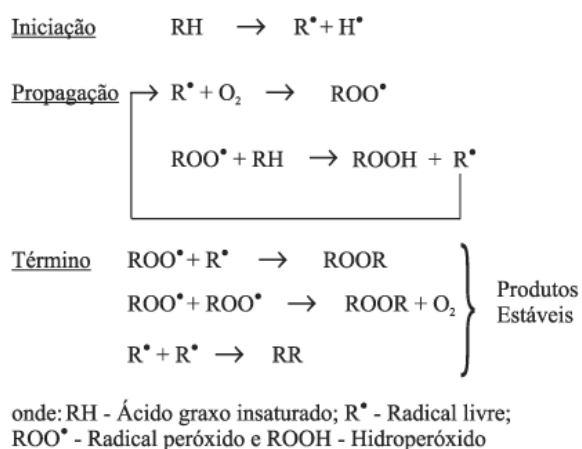 Iniciação RH → R• + H•
Propagação R• + O₂ → ROO•
ROO• + RH → ROOH + R•
Término ROO• + R• → ROOR
ROO• + ROO• → ROOR + O₂
R• + R• → RR
Produtos
Estáveis
onde: RH - Ácido graxo insaturado; R• - Radical livre;
ROO• - Radical peróxido e ROOH - Hidroperóxido